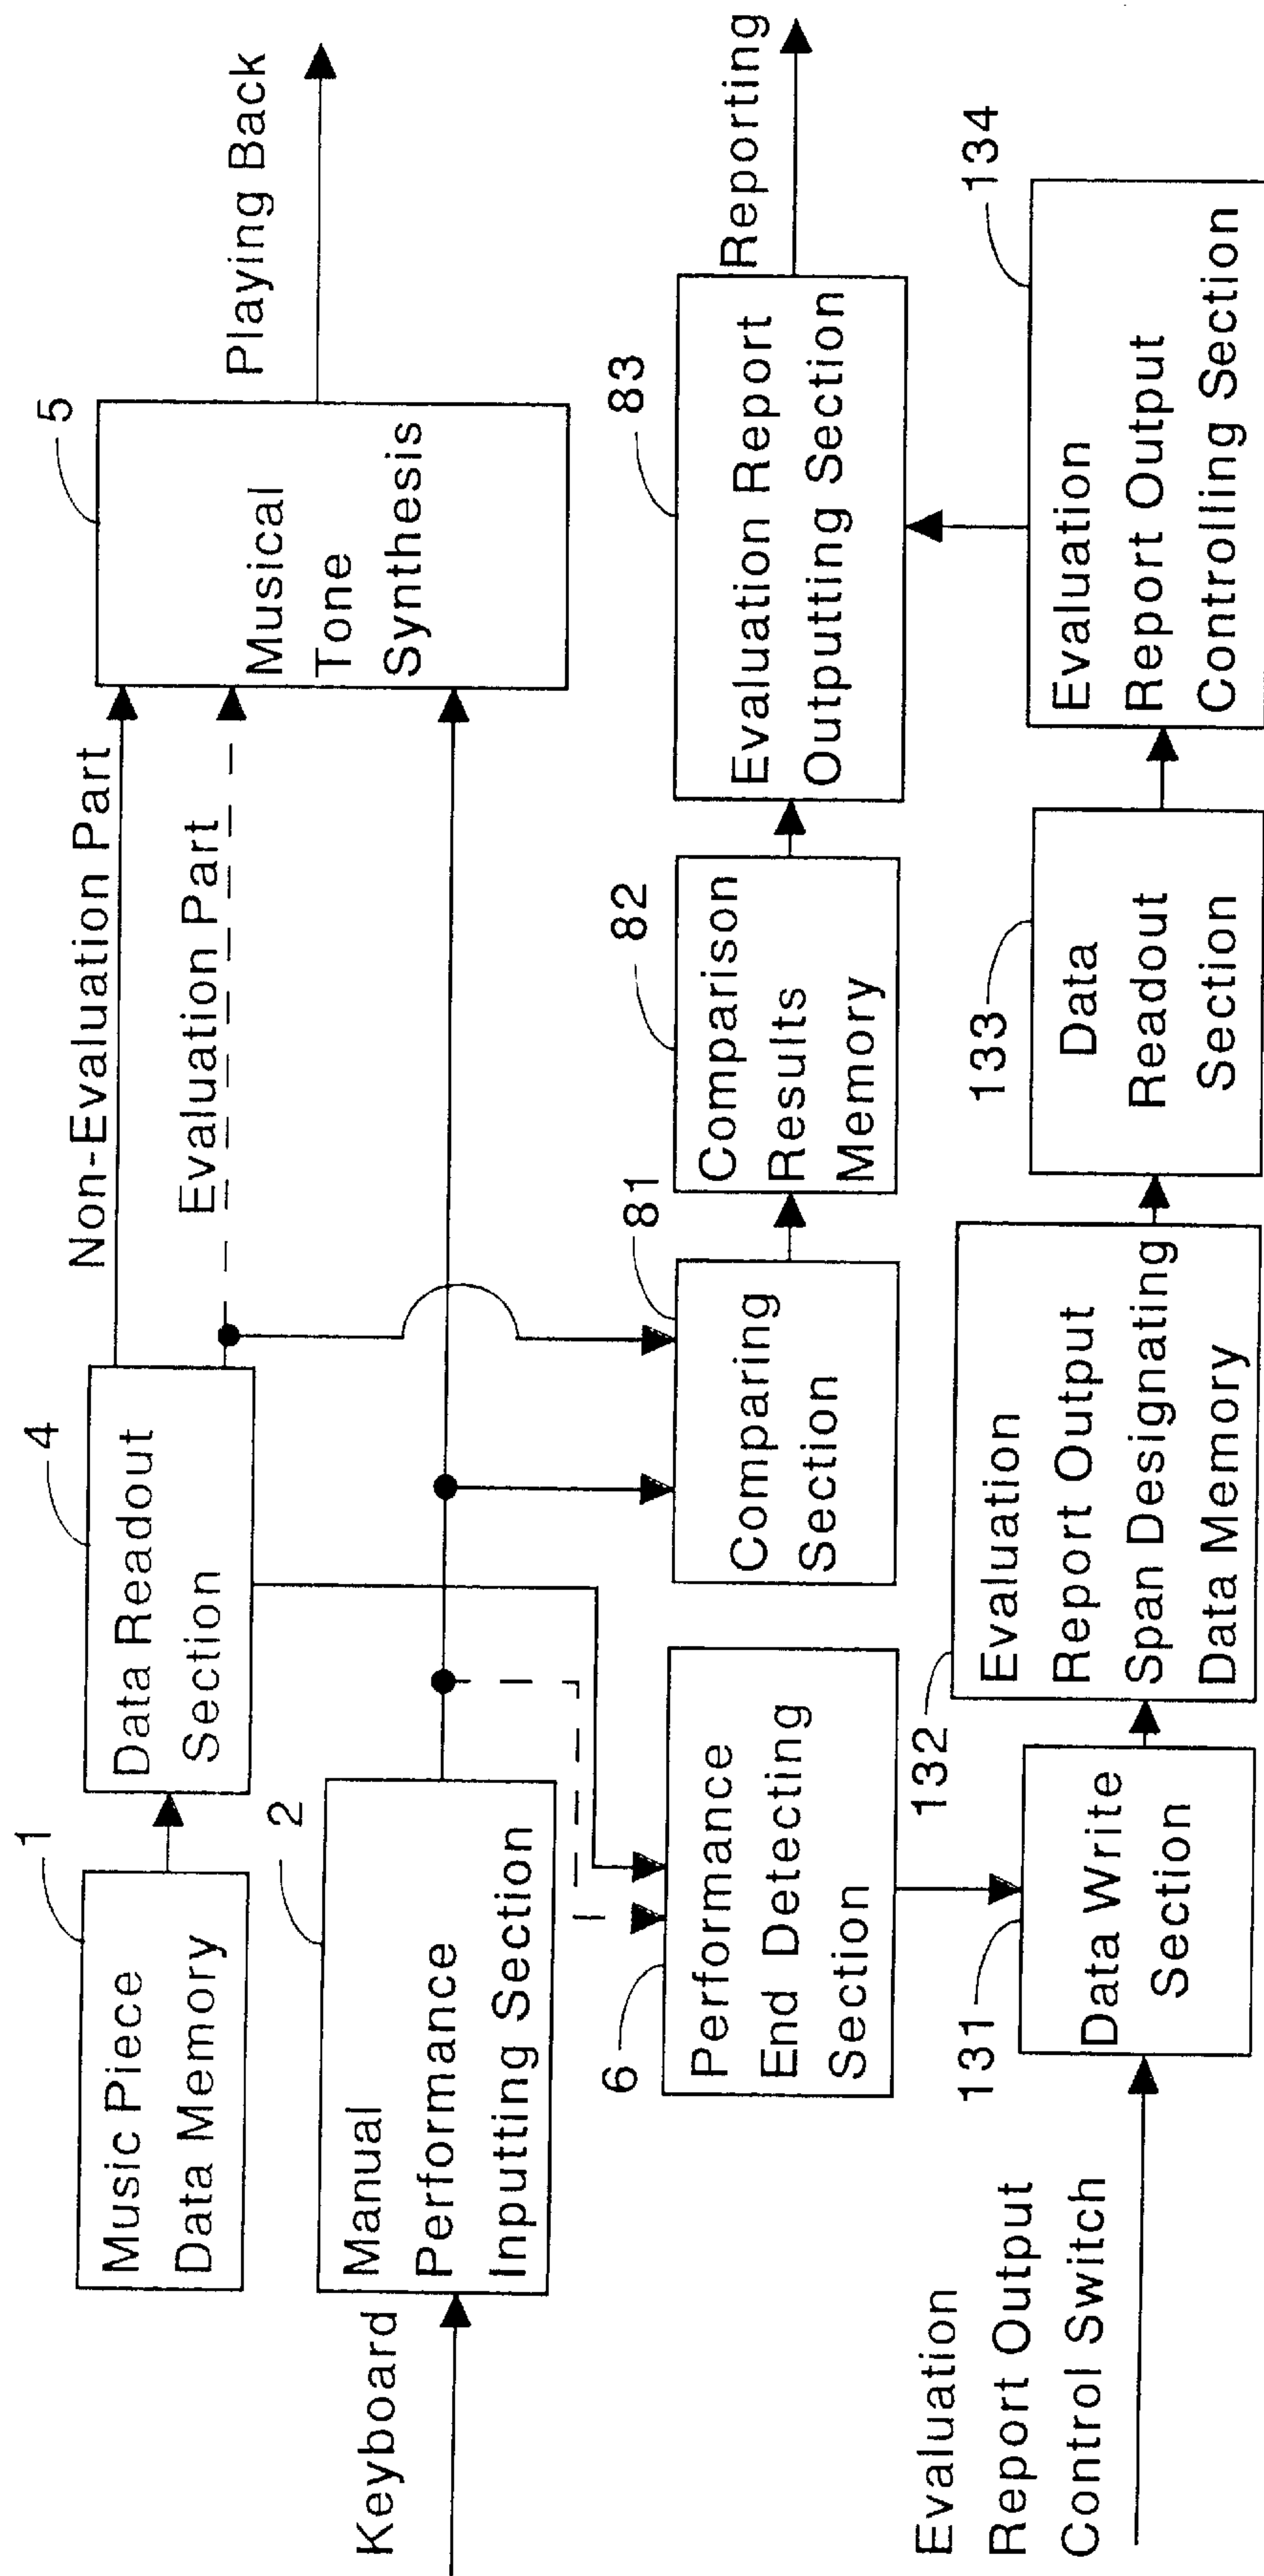 1
Music Piece
Data Memory
4
Data Readout
Section
Non-Evaluation Part
Evaluation Part
5
Musical
Tone
Synthesis
Playing Back
Keyboard
2
Manual
Performance
Inputting Section
6
Performance
End Detecting
Section
81
Comparing
Section
82
Comparison
Results
Memory
83
Evaluation Report
Outputting Section
Reporting
Evaluation
Report Output
Control Switch
131
Data Write
Section
132
Evaluation
Report Output
Span Designating
Data Memory
133
Data
Readout
Section
134
Evaluation
Report Output
Controlling Section